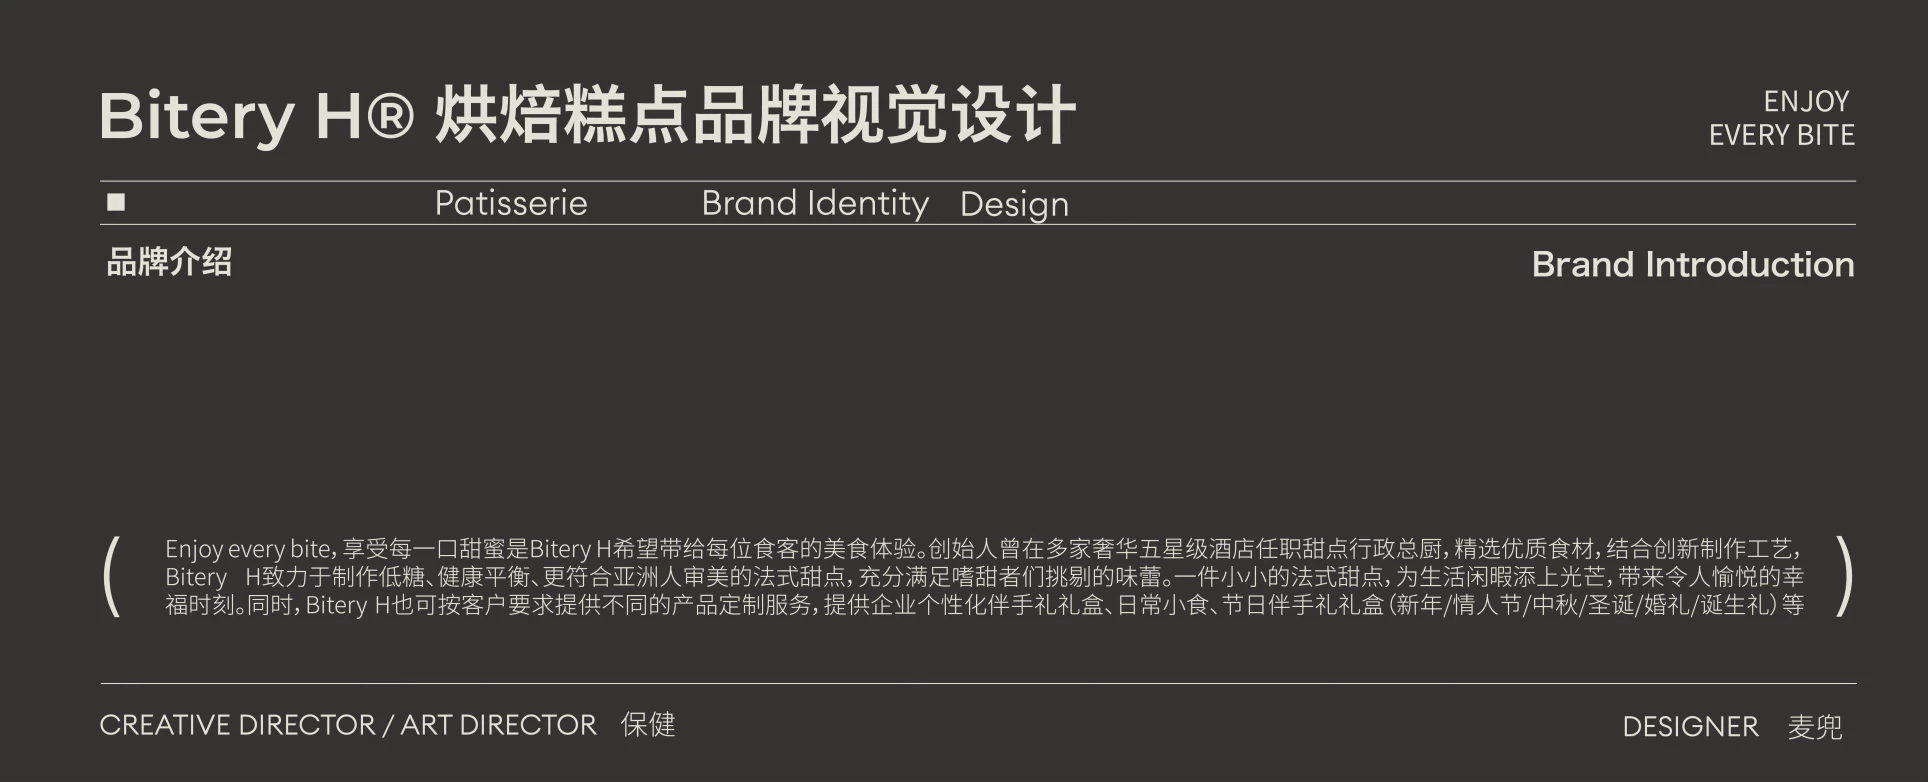 Bitery H® 烘焙糕点品牌视觉设计
ENJOY
EVERY BITE
Patisserie Brand Identity Design
品牌介绍 Brand Introduction
Enjoy every bite，享受每一口甜蜜是Bitery H希望带给每位食客的美食体验。创始人曾在多家奢华五星级酒店任职甜点行政总厨，精选优质食材，结合创新制作工艺，
Bitery H致力于制作低糖、健康平衡、更符合亚洲人审美的法式甜点，充分满足嗜甜者们挑剔的味蕾。一件小小的法式甜点，为生活闲暇添上光芒，带来令人愉悦的幸
福时刻。同时，Bitery H也可按客户要求提供不同的产品定制服务，提供企业个性化伴手礼礼盒、日常小食、节日伴手礼礼盒（新年/情人节/中秋/圣诞/婚礼/诞生礼）等
CREATIVE DIRECTOR / ART DIRECTOR 保健
DESIGNER 麦兜